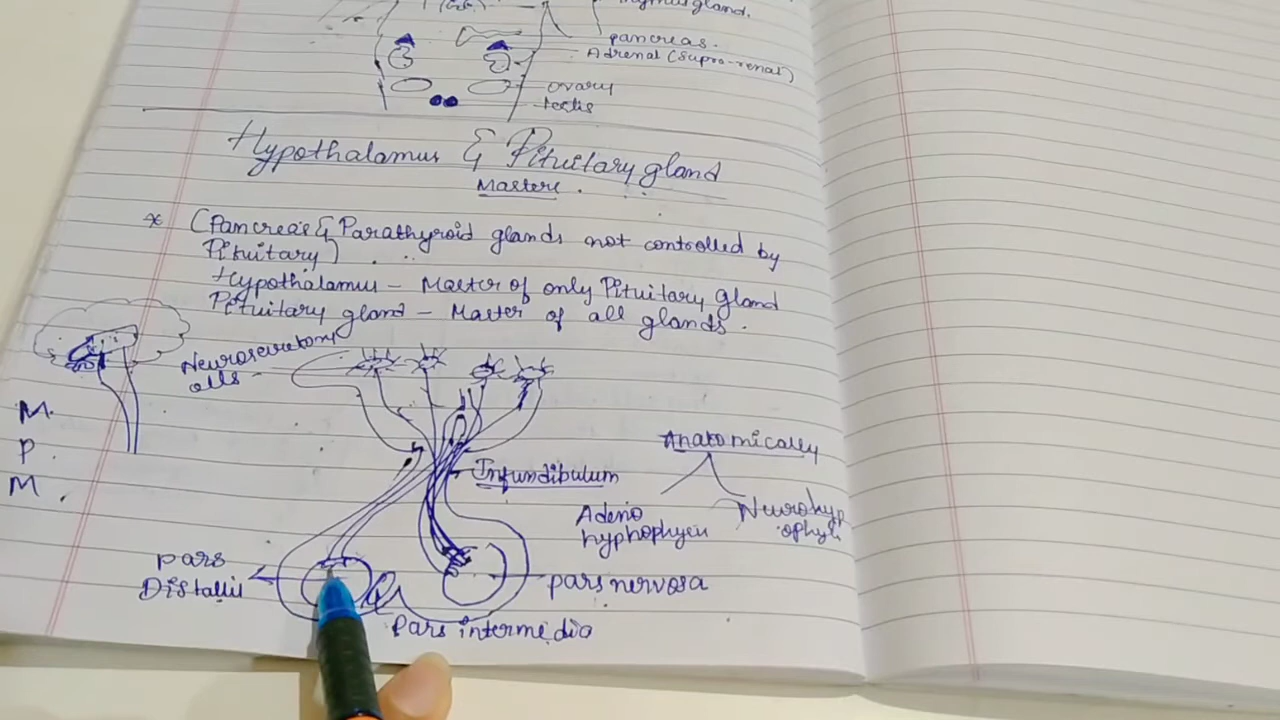 gland.
pancreas.
Adrenal (supra-renal)
ovary
testis
Hypothalamus & Pituitary gland
Master .
* (Pancreas & Parathyroid glands not controlled by
Pituitary)
Hypothalamus - Master of only Pituitary gland
Pituitary gland - Master of all glands.
Neurosecretory
cells
M.
P.
M.
Infundibulum
Anatomically
Adeno
hyphophysis
Neurohyp
ophysis
pars
Distallis
pars nervosa
Pars intermedia